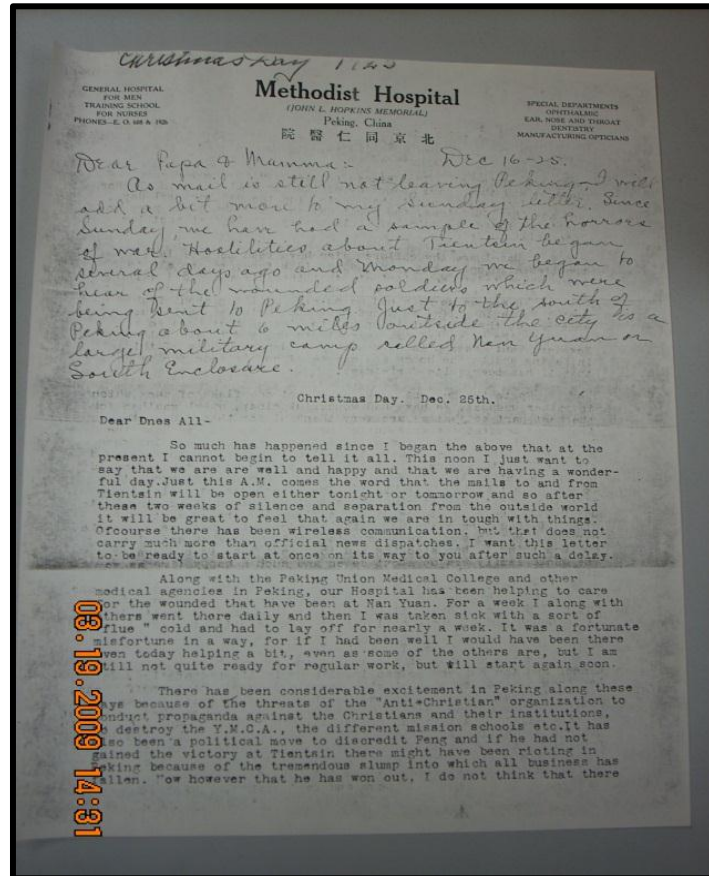 Christmas Day 1925
GENERAL HOSPITAL
FOR MEN
TRAINING SCHOOL
FOR NURSES
PHONES—E. O. 608 & 1926
Methodist Hospital
(JOHN L. HOPKINS MEMORIAL)
Peking, China
院 醫 仁 同 京 北
SPECIAL DEPARTMENTS
OPHTHALMIC
EAR, NOSE AND THROAT
DENTISTRY
MANUFACTURING OPTICIANS
Dear Papa & Mamma:- Dec 16-25.
As mail is still not leaving Peking I will
add a bit more to my Sunday letter. Since
Sunday, we have had a sample of the horrors
of war. Hostilities about Tientsin began
several days ago and Monday we began to
hear of the wounded soldiers which were
being sent to Peking. Just to the south of
Peking about 6 miles outside the city is a
large military camp called Nan Yuan or
South Enclosure.
Christmas Day. Dec. 25th.
Dear Dnes All-
So much has happened since I began the above that at the
present I cannot begin to tell it all. This noon I just want to
say that we are are well and happy and that we are having a wonder-
ful day.Just this A.M. comes the word that the mails to and from
Tientsin will be open either tonight or tommorrow and so after
these two weeks of silence and separation from the outside world
it will be great to feel that again we are in tough with things.
Ofcourse there has been wireless communication, but that does not
carry much more than official news dispatches. I want this letter
to be ready to start at once on its way to you after such a delay.
Along with the Peking Union Medical College and other
medical agencies in Peking, our Hospital has been helping to care
for the wounded that have been at Nan Yuan. For a week I along with
others went there daily and then I was taken sick with a sort of
"flue " cold and had to lay off for nearly a week. It was a fortunate
misfortune in a way, for if I had been well I would have been there
even today helping a bit, even as some of the others are, but I am
still not quite ready for regular work, but will start again soon.
There has been considerable excitement in Peking along these
days because of the threats of the "Anti-Christian" organization to
conduct propaganda against the Christians and their institutions,
to destroy the Y.M.C.A., the different mission schools etc.It has
also been a political move to discredit Feng and if he had not
gained the victory at Tientsin there might have been rioting in
Peking because of the tremendous slump into which all business has
fallen. Now however that he has won out, I do not think that there
03.19.2009 14:31